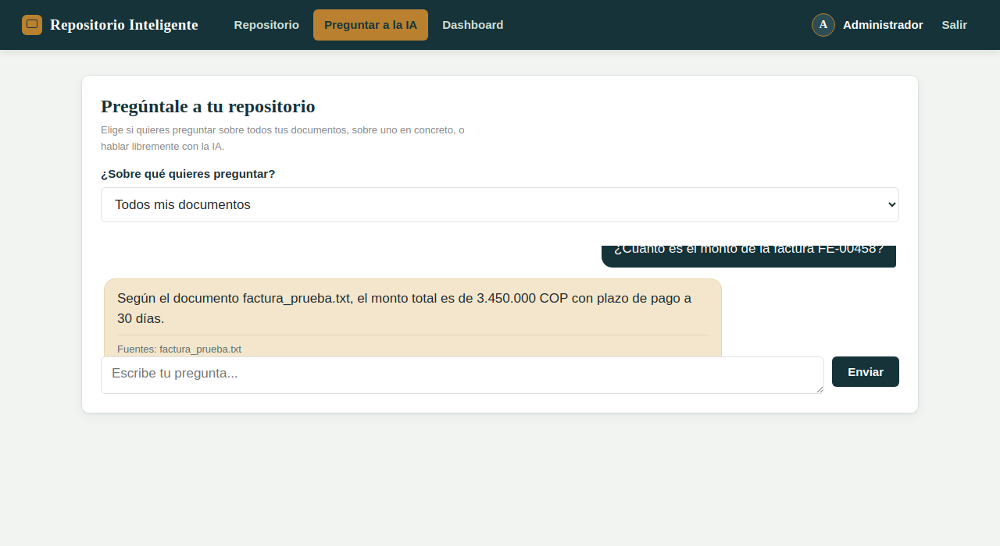 Repositorio Inteligente
Repositorio
Preguntar a la IA
Dashboard
A
Administrador
Salir
Pregúntale a tu repositorio
Elige si quieres preguntar sobre todos tus documentos, sobre uno en concreto, o
hablar libremente con la IA.
¿Sobre qué quieres preguntar?
Todos mis documentos
¿Cuánto es el monto de la factura FE-00458?
Según el documento factura_prueba.txt, el monto total es de 3.450.000 COP con plazo de pago a
30 días.
Fuentes: factura_prueba.txt
Escribe tu pregunta...
Enviar